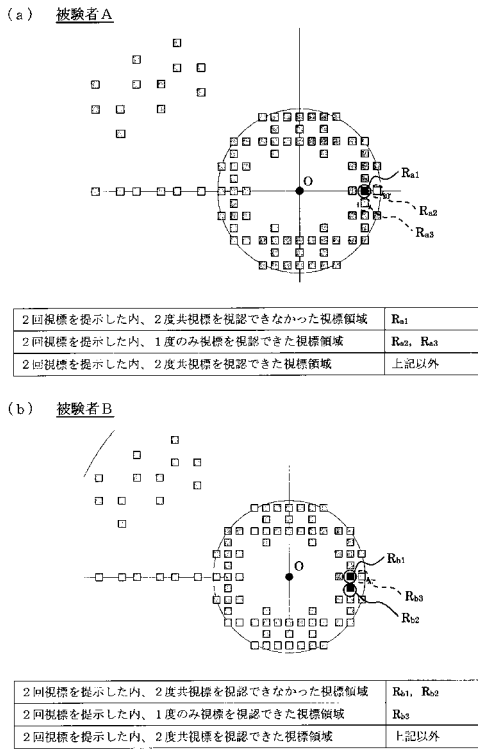 (a) 被験者A
O
Ra1
Ra2
Ra3
2回視標を提示した内、2度共視標を視認できなかった視標領域 Ra1
2回視標を提示した内、1度のみ視標を視認できた視標領域 Ra2, Ra3
2回視標を提示した内、2度共視標を視認できた視標領域 上記以外
(b) 被験者B
O
Rb1
Rb3
Rb2
2回視標を提示した内、2度共視標を視認できなかった視標領域 Rb1, Rb2
2回視標を提示した内、1度のみ視標を視認できた視標領域 Rb3
2回視標を提示した内、2度共視標を視認できた視標領域 上記以外